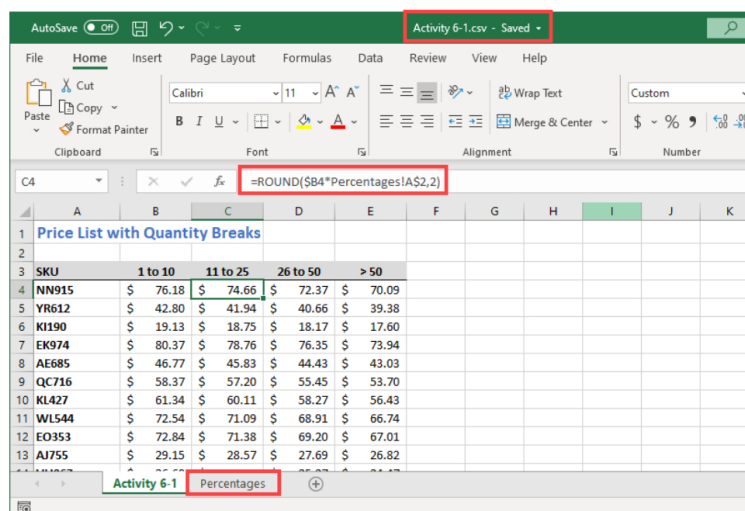 AutoSave Off Activity 6-1.csv - Saved
File Home Insert Page Layout Formulas Data Review View Help
Cut
Copy
Paste
Format Painter
Calibri 11 A A
B I U A
ab Wrap Text
Merge & Center
Custom
$ % 9
Clipboard Font Alignment Number
C4 fx =ROUND($B4*Percentages!A$2,2)
A B C D E F G H I J K
1 Price List with Quantity Breaks
2
3 SKU 1 to 10 11 to 25 26 to 50 > 50
4 NN915 $ 76.18 $ 74.66 $ 72.37 $ 70.09
5 YR612 $ 42.80 $ 41.94 $ 40.66 $ 39.38
6 KI190 $ 19.13 $ 18.75 $ 18.17 $ 17.60
7 EK974 $ 80.37 $ 78.76 $ 76.35 $ 73.94
8 AE685 $ 46.77 $ 45.83 $ 44.43 $ 43.03
9 QC716 $ 58.37 $ 57.20 $ 55.45 $ 53.70
10 KL427 $ 61.34 $ 60.11 $ 58.27 $ 56.43
11 WL544 $ 72.54 $ 71.09 $ 68.91 $ 66.74
12 EO353 $ 72.84 $ 71.38 $ 69.20 $ 67.01
13 AJ755 $ 29.15 $ 28.57 $ 27.69 $ 26.82
Activity 6-1 Percentages